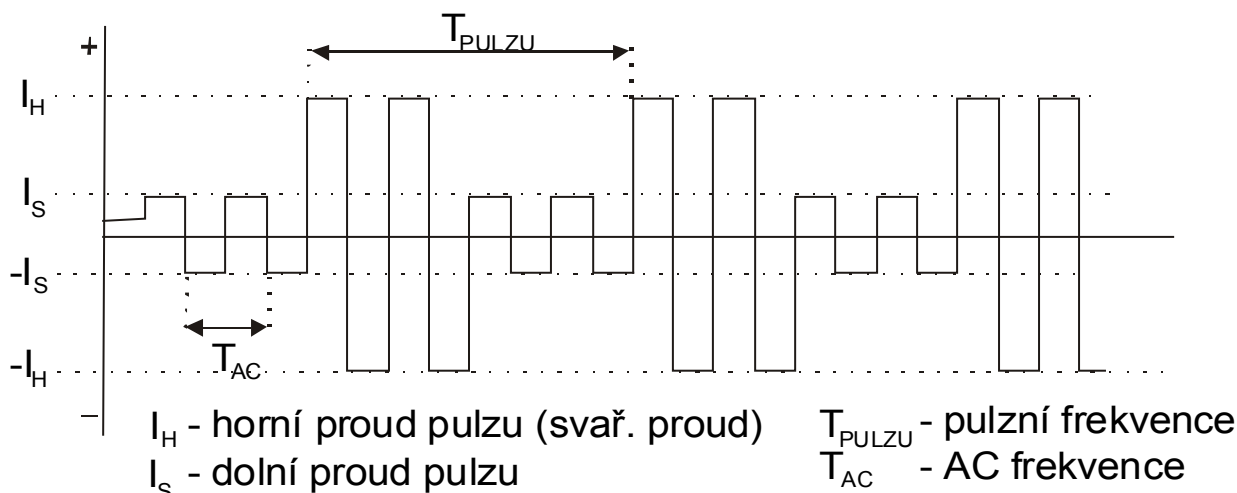 +
T_PULZU
I_H
I_S
-I_S
T_AC
-I_H
–
I_H - horní proud pulzu (svař. proud)
I_S - dolní proud pulzu
T_PULZU - pulzní frekvence
T_AC - AC frekvence